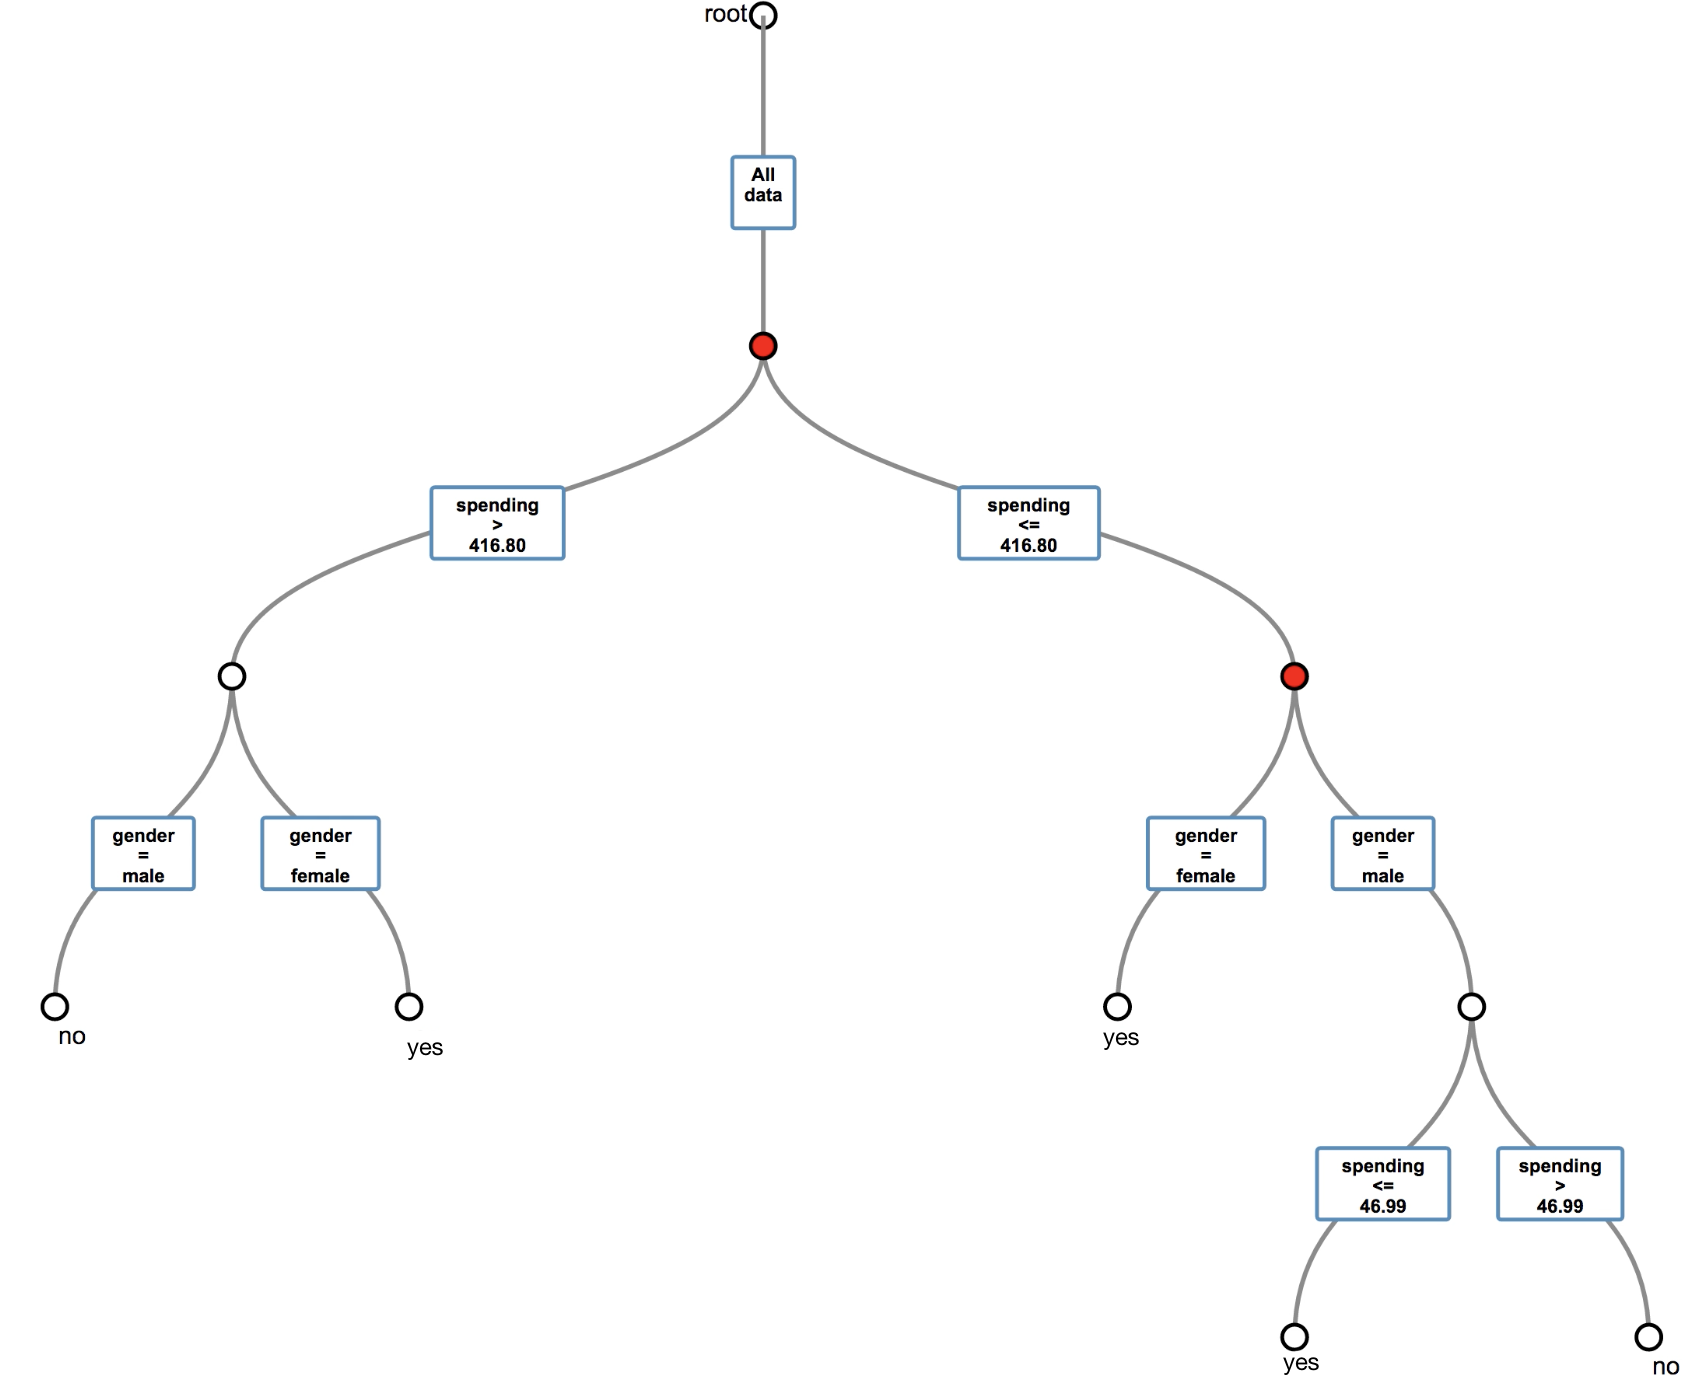 root
All
data
spending
>
416.80
spending
<=
416.80
gender
=
male
gender
=
female
gender
=
female
gender
=
male
no
yes
yes
spending
<=
46.99
spending
>
46.99
yes
no